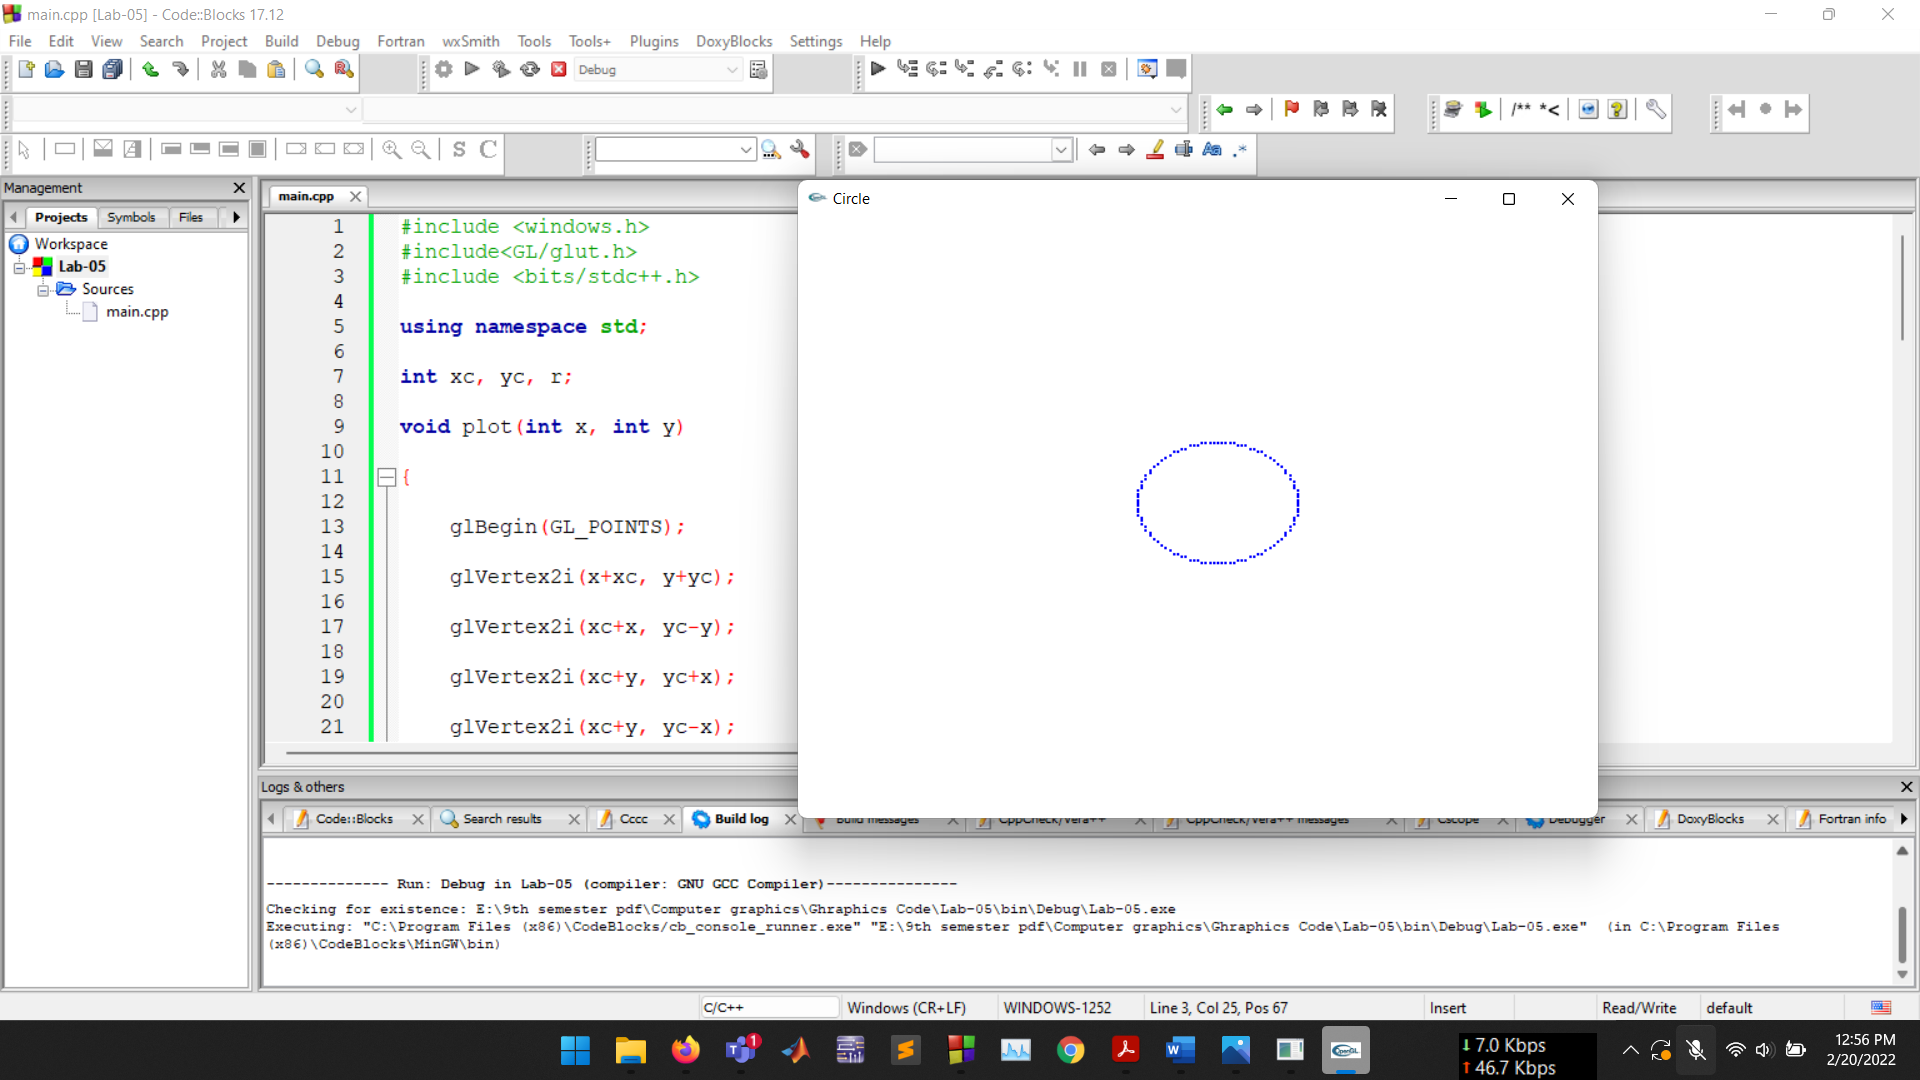 main.cpp [Lab-05] - Code::Blocks 17.12
File Edit View Search Project Build Debug Fortran wxSmith Tools Tools+ Plugins DoxyBlocks Settings Help
Debug
/** *<
S C
Aa .*
Management
main.cpp
Circle
Projects Symbols Files
Workspace
Lab-05
Sources
main.cpp
1 #include <windows.h>
2 #include<GL/glut.h>
3 #include <bits/stdc++.h>
4
5 using namespace std;
6
7 int xc, yc, r;
8
9 void plot(int x, int y)
10
11 {
12
13 glBegin(GL_POINTS);
14
15 glVertex2i(x+xc, y+yc);
16
17 glVertex2i(xc+x, yc-y);
18
19 glVertex2i(xc+y, yc+x);
20
21 glVertex2i(xc+y, yc-x);
Logs & others
Code::Blocks Search results Cccc Build log Build messages CppCheck/Vera++ CppCheck/Vera++ messages Cscope Debugger DoxyBlocks Fortran info
-------------- Run: Debug in Lab-05 (compiler: GNU GCC Compiler)---------------
Checking for existence: E:\9th semester pdf\Computer graphics\Ghraphics Code\Lab-05\bin\Debug\Lab-05.exe
Executing: "C:\Program Files (x86)\CodeBlocks/cb_console_runner.exe" "E:\9th semester pdf\Computer graphics\Ghraphics Code\Lab-05\bin\Debug\Lab-05.exe" (in C:\Program Files
(x86)\CodeBlocks\MinGW\bin)
C/C++ Windows (CR+LF) WINDOWS-1252 Line 3, Col 25, Pos 67 Insert Read/Write default
1
OpenGL
7.0 Kbps
46.7 Kbps
12:56 PM
2/20/2022